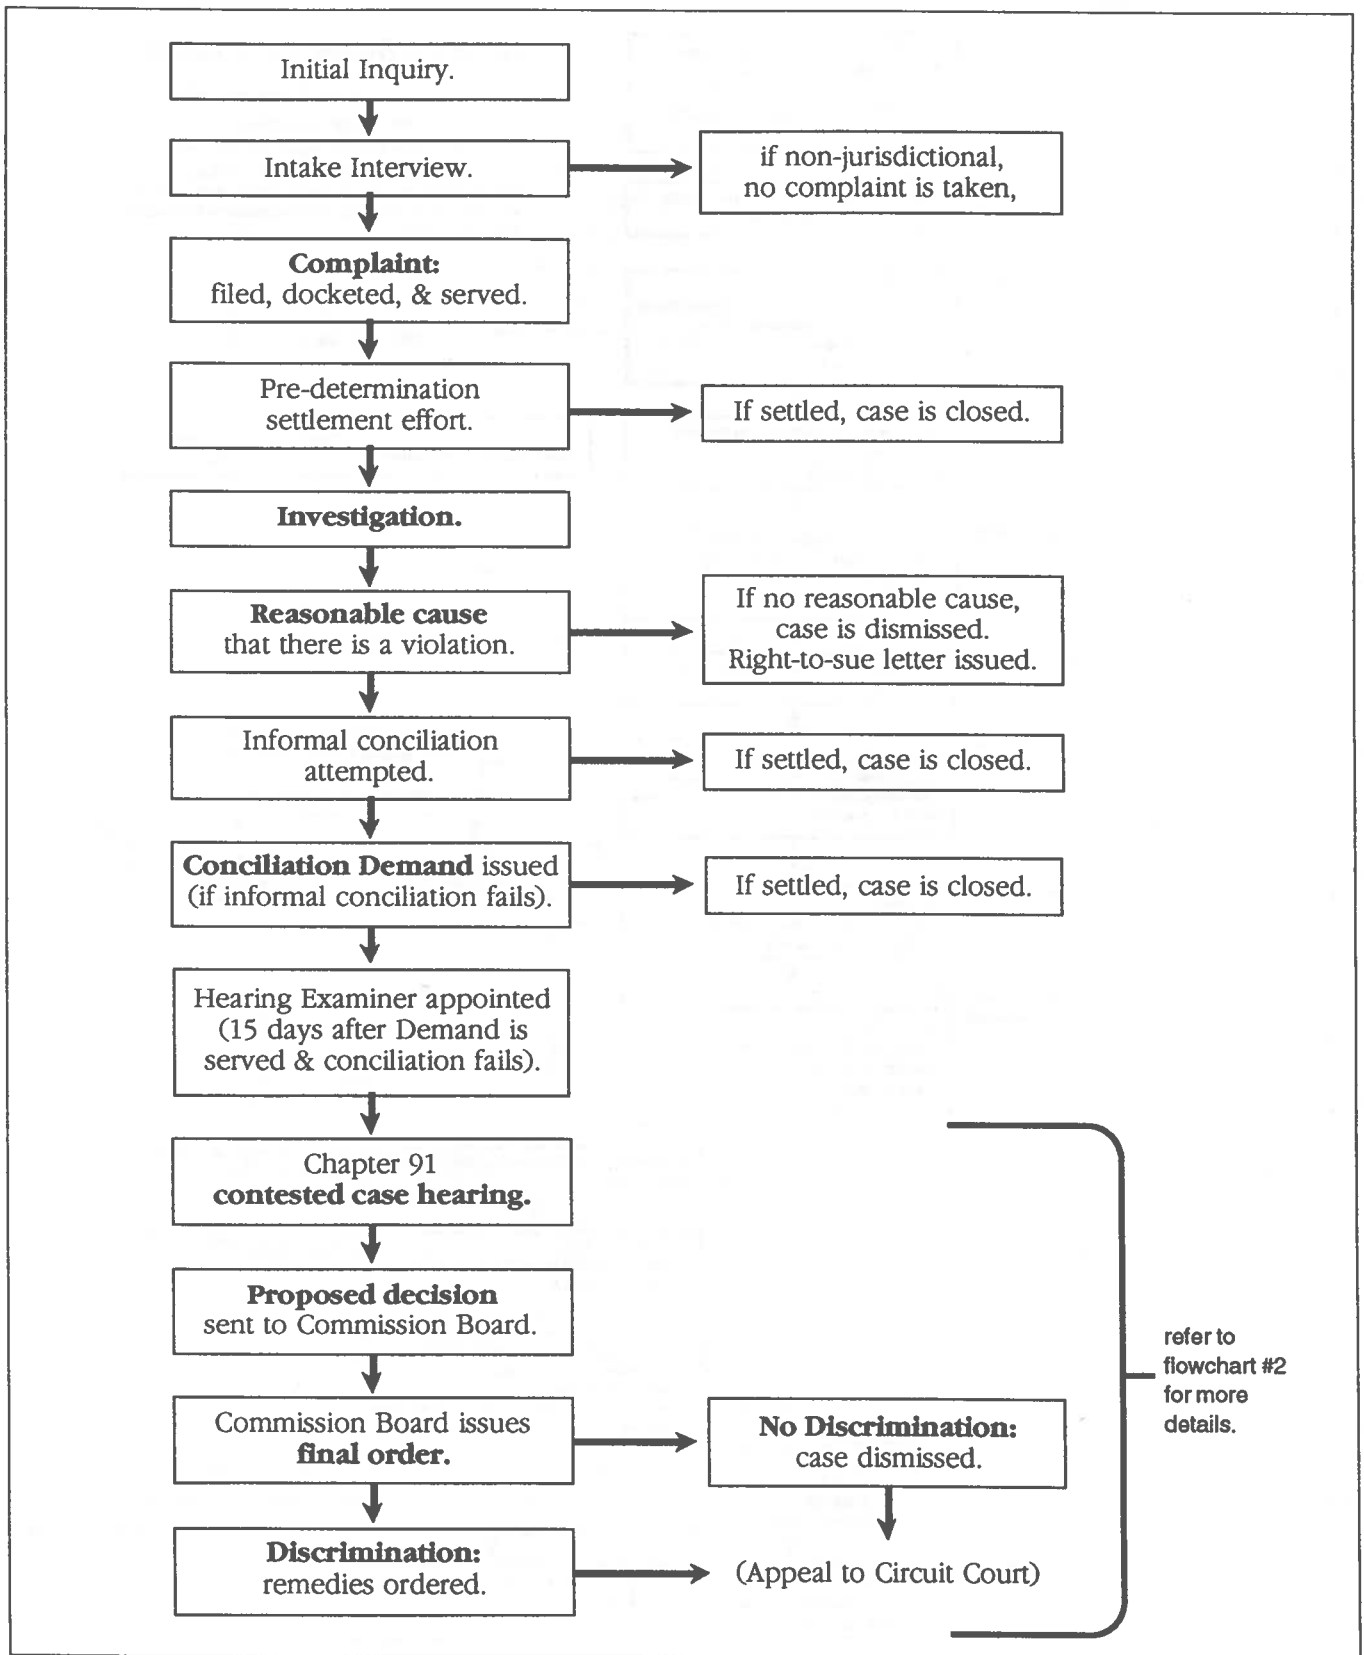 Initial Inquiry.
Intake Interview.
if non-jurisdictional,
no complaint is taken,
Complaint:
filed, docketed, & served.
Pre-determination
settlement effort.
If settled, case is closed.
Investigation.
Reasonable cause
that there is a violation.
If no reasonable cause,
case is dismissed.
Right-to-sue letter issued.
Informal conciliation
attempted.
If settled, case is closed.
Conciliation Demand issued
(if informal conciliation fails).
If settled, case is closed.
Hearing Examiner appointed
(15 days after Demand is
served & conciliation fails).
Chapter 91
contested case hearing.
Proposed decision
sent to Commission Board.
Commission Board issues
final order.
No Discrimination:
case dismissed.
Discrimination:
remedies ordered.
(Appeal to Circuit Court)
refer to
flowchart #2
for more
details.